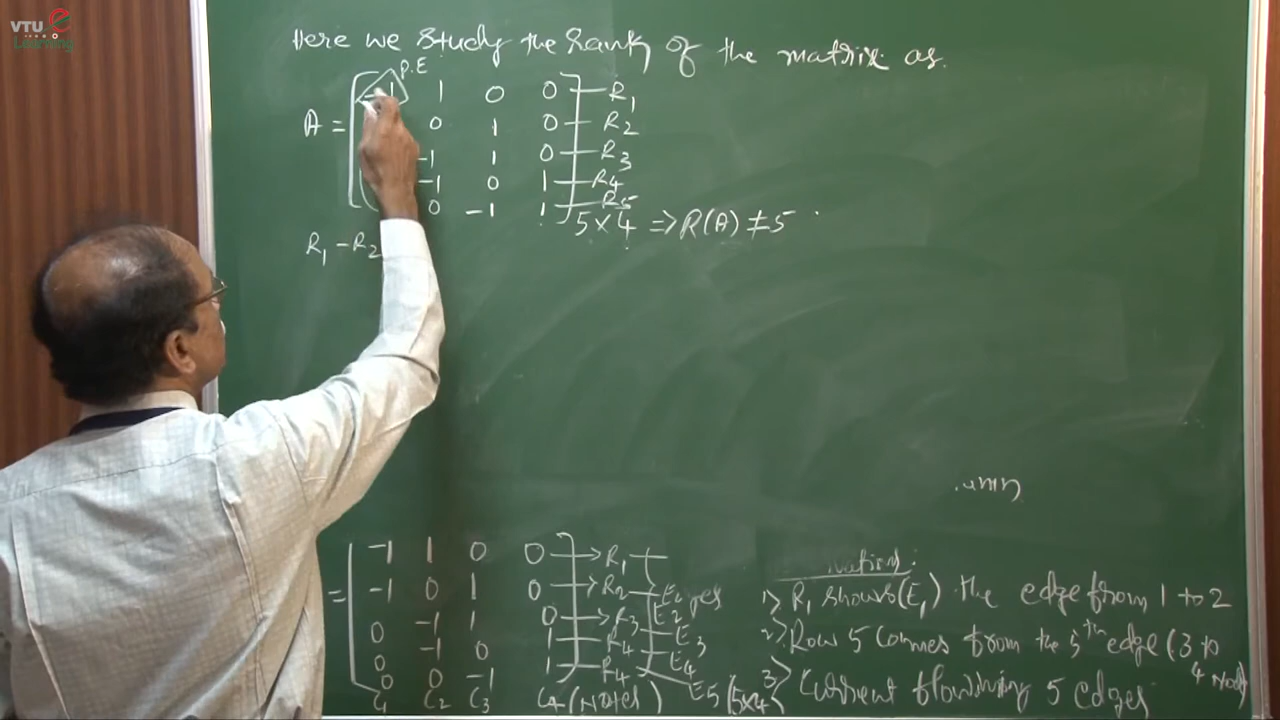 VTU e
Learning
Here we study the Rank of the matrix as.
P.E
-1 1 0 0 R1
A = 0 1 0 R2
-1 1 0 R3
-1 0 1 R4
0 -1 1 R5
5×4 ⇒ R(A) ≠ 5
R1 - R2
-1 1 0 0 → R1
= -1 0 1 0 → R2 Edges
0 -1 1 0 → R3 E2
0 -1 0 1 → R4 E3
0 0 -1 1 → R4 E4
C2 C3 C4 (Nodes) E5 (5×4)
1> R1 shows (E1) the edge from 1 to 2
2> Row 5 comes from the 5th edge (3 to
4 Node)
3> Current flowing 5 edges